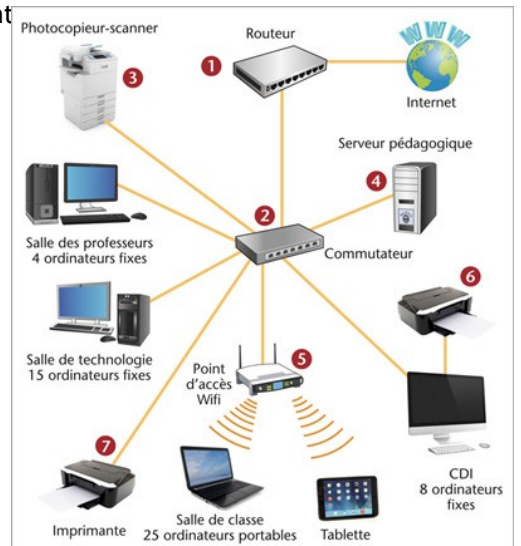 nt
Photocopieur-scanner
3
Routeur
1
WWW
Internet
Serveur pédagogique
4
2
Commutateur
Salle des professeurs
4 ordinateurs fixes
6
Salle de technologie
15 ordinateurs fixes
Point
d'accès
Wifi
5
7
Imprimante
Salle de classe
25 ordinateurs portables
Tablette
CDI
8 ordinateurs
fixes